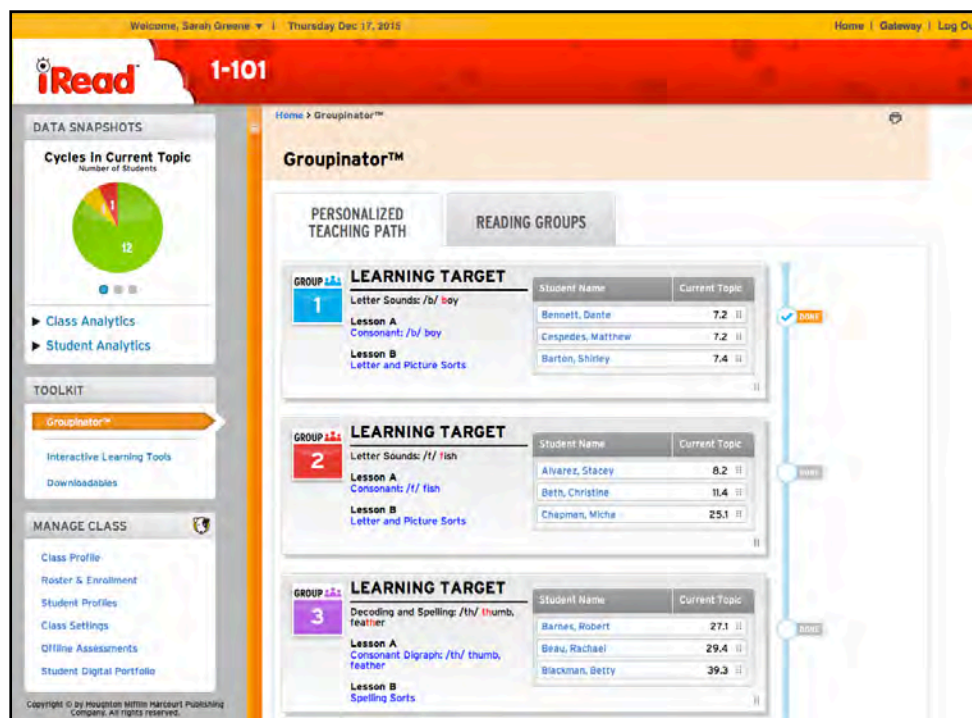 Welcome, Sarah Greene ▼ | Thursday Dec 17, 2015
Home | Gateway | Log Ou
iRead
1-101
DATA SNAPSHOTS
Cycles in Current Topic
Number of Students
1
12
▶ Class Analytics
▶ Student Analytics
TOOLKIT
Groupinator™
Interactive Learning Tools
Downloadables
MANAGE CLASS
Class Profile
Roster & Enrollment
Student Profiles
Class Settings
Offline Assessments
Student Digital Portfolio
Copyright © by Houghton Mifflin Harcourt Publishing
Company. All rights reserved.
Home > Groupinator™
Groupinator™
PERSONALIZED
TEACHING PATH
READING GROUPS
GROUP
1
LEARNING TARGET
Letter Sounds: /b/ boy
Lesson A
Consonant: /b/ boy
Lesson B
Letter and Picture Sorts
Student Name Current Topic
Bennett, Dante 7.2
Cespedes, Matthew 7.2
Barton, Shirley 7.4
DONE
GROUP
2
LEARNING TARGET
Letter Sounds: /f/ fish
Lesson A
Consonant: /f/ fish
Lesson B
Letter and Picture Sorts
Student Name Current Topic
Alvarez, Stacey 8.2
Beth, Christine 11.4
Chapman, Micha 25.1
DONE
GROUP
3
LEARNING TARGET
Decoding and Spelling: /th/ thumb,
feather
Lesson A
Consonant Digraph: /th/ thumb,
feather
Lesson B
Spelling Sorts
Student Name Current Topic
Barnes, Robert 27.1
Beau, Rachael 29.4
Blackman, Betty 39.3
DONE